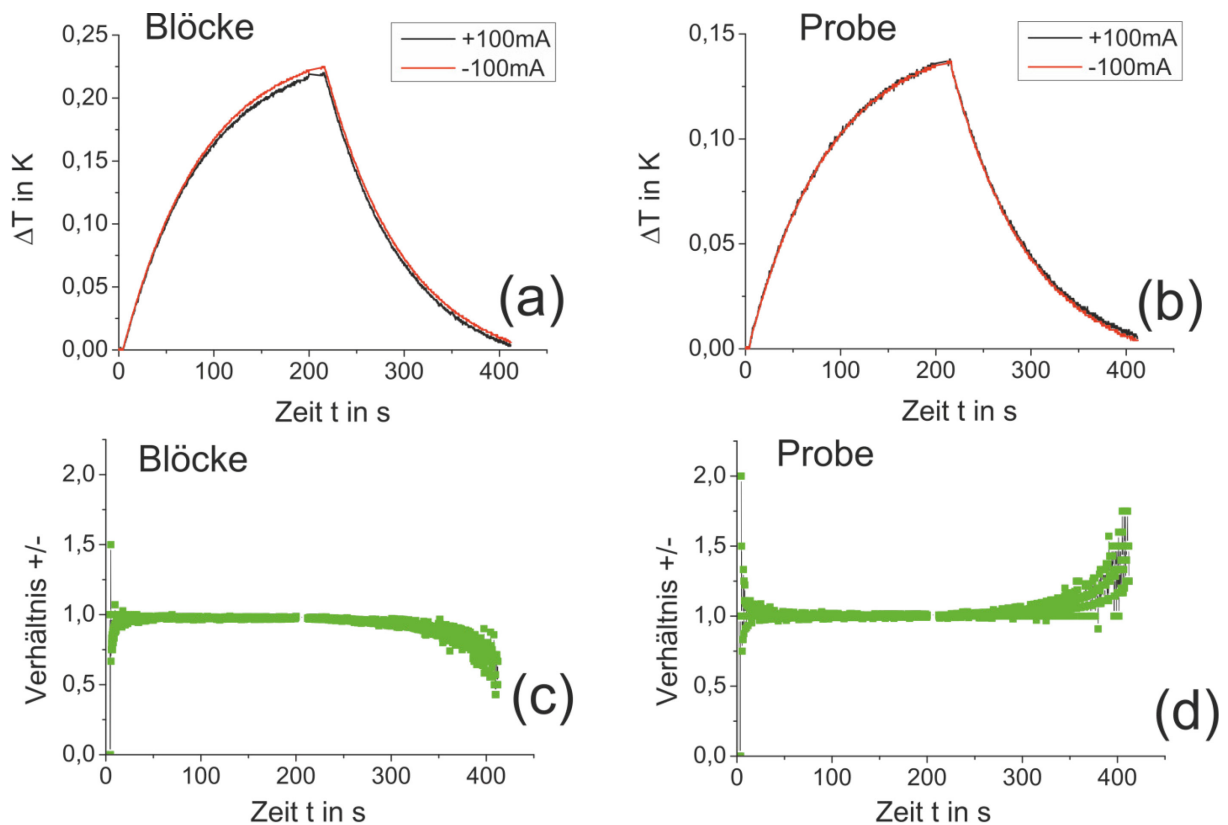 Blöcke
+100mA
-100mA
0,25
0,20
0,15
0,10
0,05
0,00
ΔT in K
0
100
200
300
400
Zeit t in s
(a)
Probe
+100mA
-100mA
0,15
0,10
0,05
0,00
ΔT in K
0
100
200
300
400
Zeit t in s
(b)
Blöcke
2,0
1,5
1,0
0,5
0,0
Verhältnis +/-
0
100
200
300
400
Zeit t in s
(c)
Probe
2,0
1,5
1,0
0,5
0,0
Verhältnis +/-
0
100
200
300
400
Zeit t in s
(d)